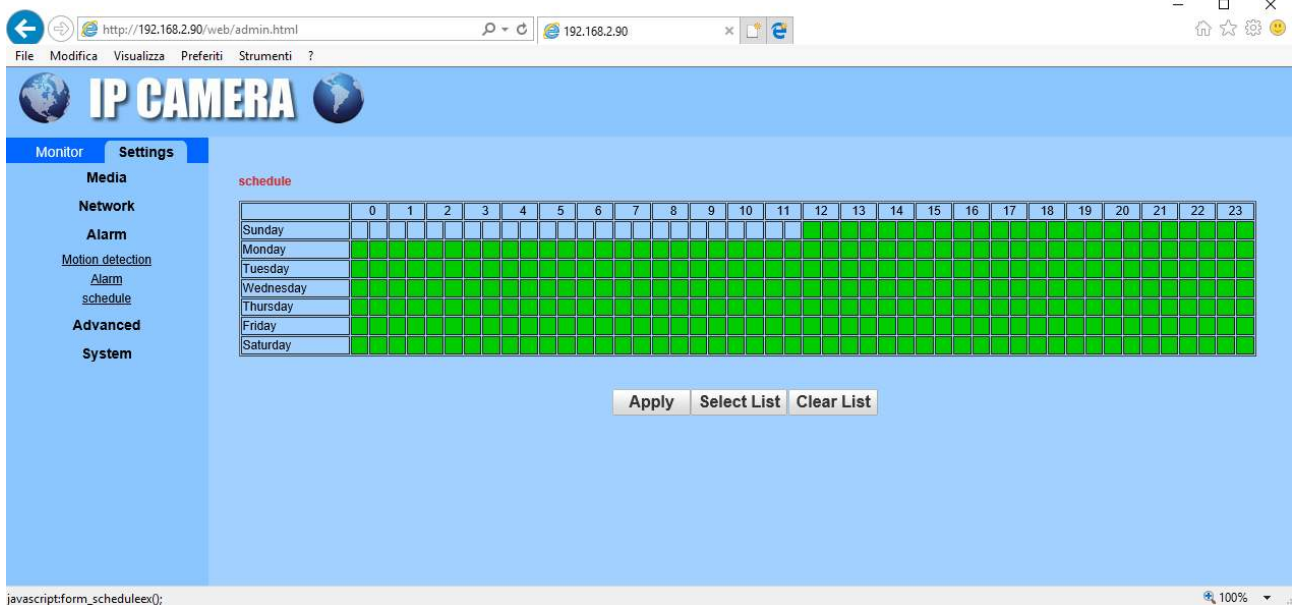 http://192.168.2.90/web/admin.html
192.168.2.90
File Modifica Visualizza Preferiti Strumenti ?
IP CAMERA
Monitor Settings
Media
Network
Alarm
Motion detection
Alarm
schedule
Advanced
System
schedule
0 1 2 3 4 5 6 7 8 9 10 11 12 13 14 15 16 17 18 19 20 21 22 23
Sunday
Monday
Tuesday
Wednesday
Thursday
Friday
Saturday
Apply Select List Clear List
javascript:form_scheduleex();
100%